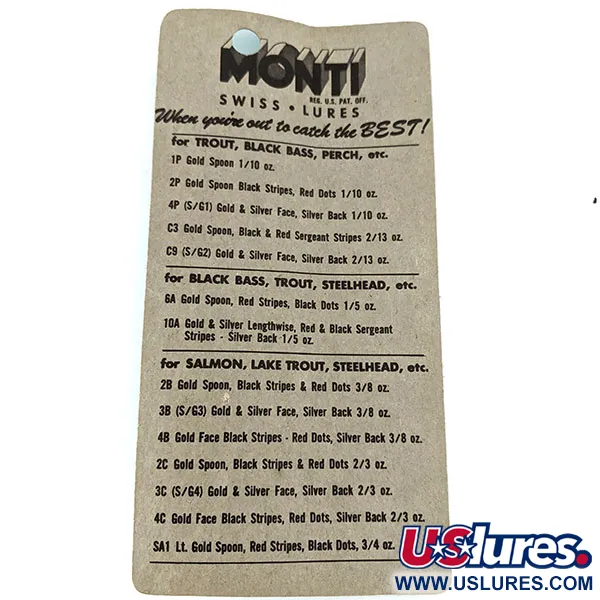 MONTI
REG. U.S. PAT. OFF.
SWISS • LURES
When you're out to catch the BEST!
for TROUT, BLACK BASS, PERCH, etc.
1P Gold Spoon 1/10 oz.
2P Gold Spoon Black Stripes, Red Dots 1/10 oz.
4P (S/G1) Gold & Silver Face, Silver Back 1/10 oz.
C3 Gold Spoon, Black & Red Sergeant Stripes 2/13 oz.
C9 (S/G2) Gold & Silver Face, Silver Back 2/13 oz.
for BLACK BASS, TROUT, STEELHEAD, etc.
6A Gold Spoon, Red Stripes, Black Dots 1/5 oz.
10A Gold & Silver Lengthwise, Red & Black Sergeant
Stripes - Silver Back 1/5 oz.
for SALMON, LAKE TROUT, STEELHEAD, etc.
2B Gold Spoon, Black Stripes & Red Dots 3/8 oz.
3B (S/G3) Gold & Silver Face, Silver Back 3/8 oz.
4B Gold Face Black Stripes - Red Dots, Silver Back 3/8 oz.
2C Gold Spoon, Black Stripes & Red Dots 2/3 oz.
3C (S/G4) Gold & Silver Face, Silver Back 2/3 oz.
4C Gold Face Black Stripes, Red Dots, Silver Back 2/3 oz.
SA1 Lt. Gold Spoon, Red Stripes, Black Dots, 3/4 oz.
USlures.
WWW.USLURES.COM